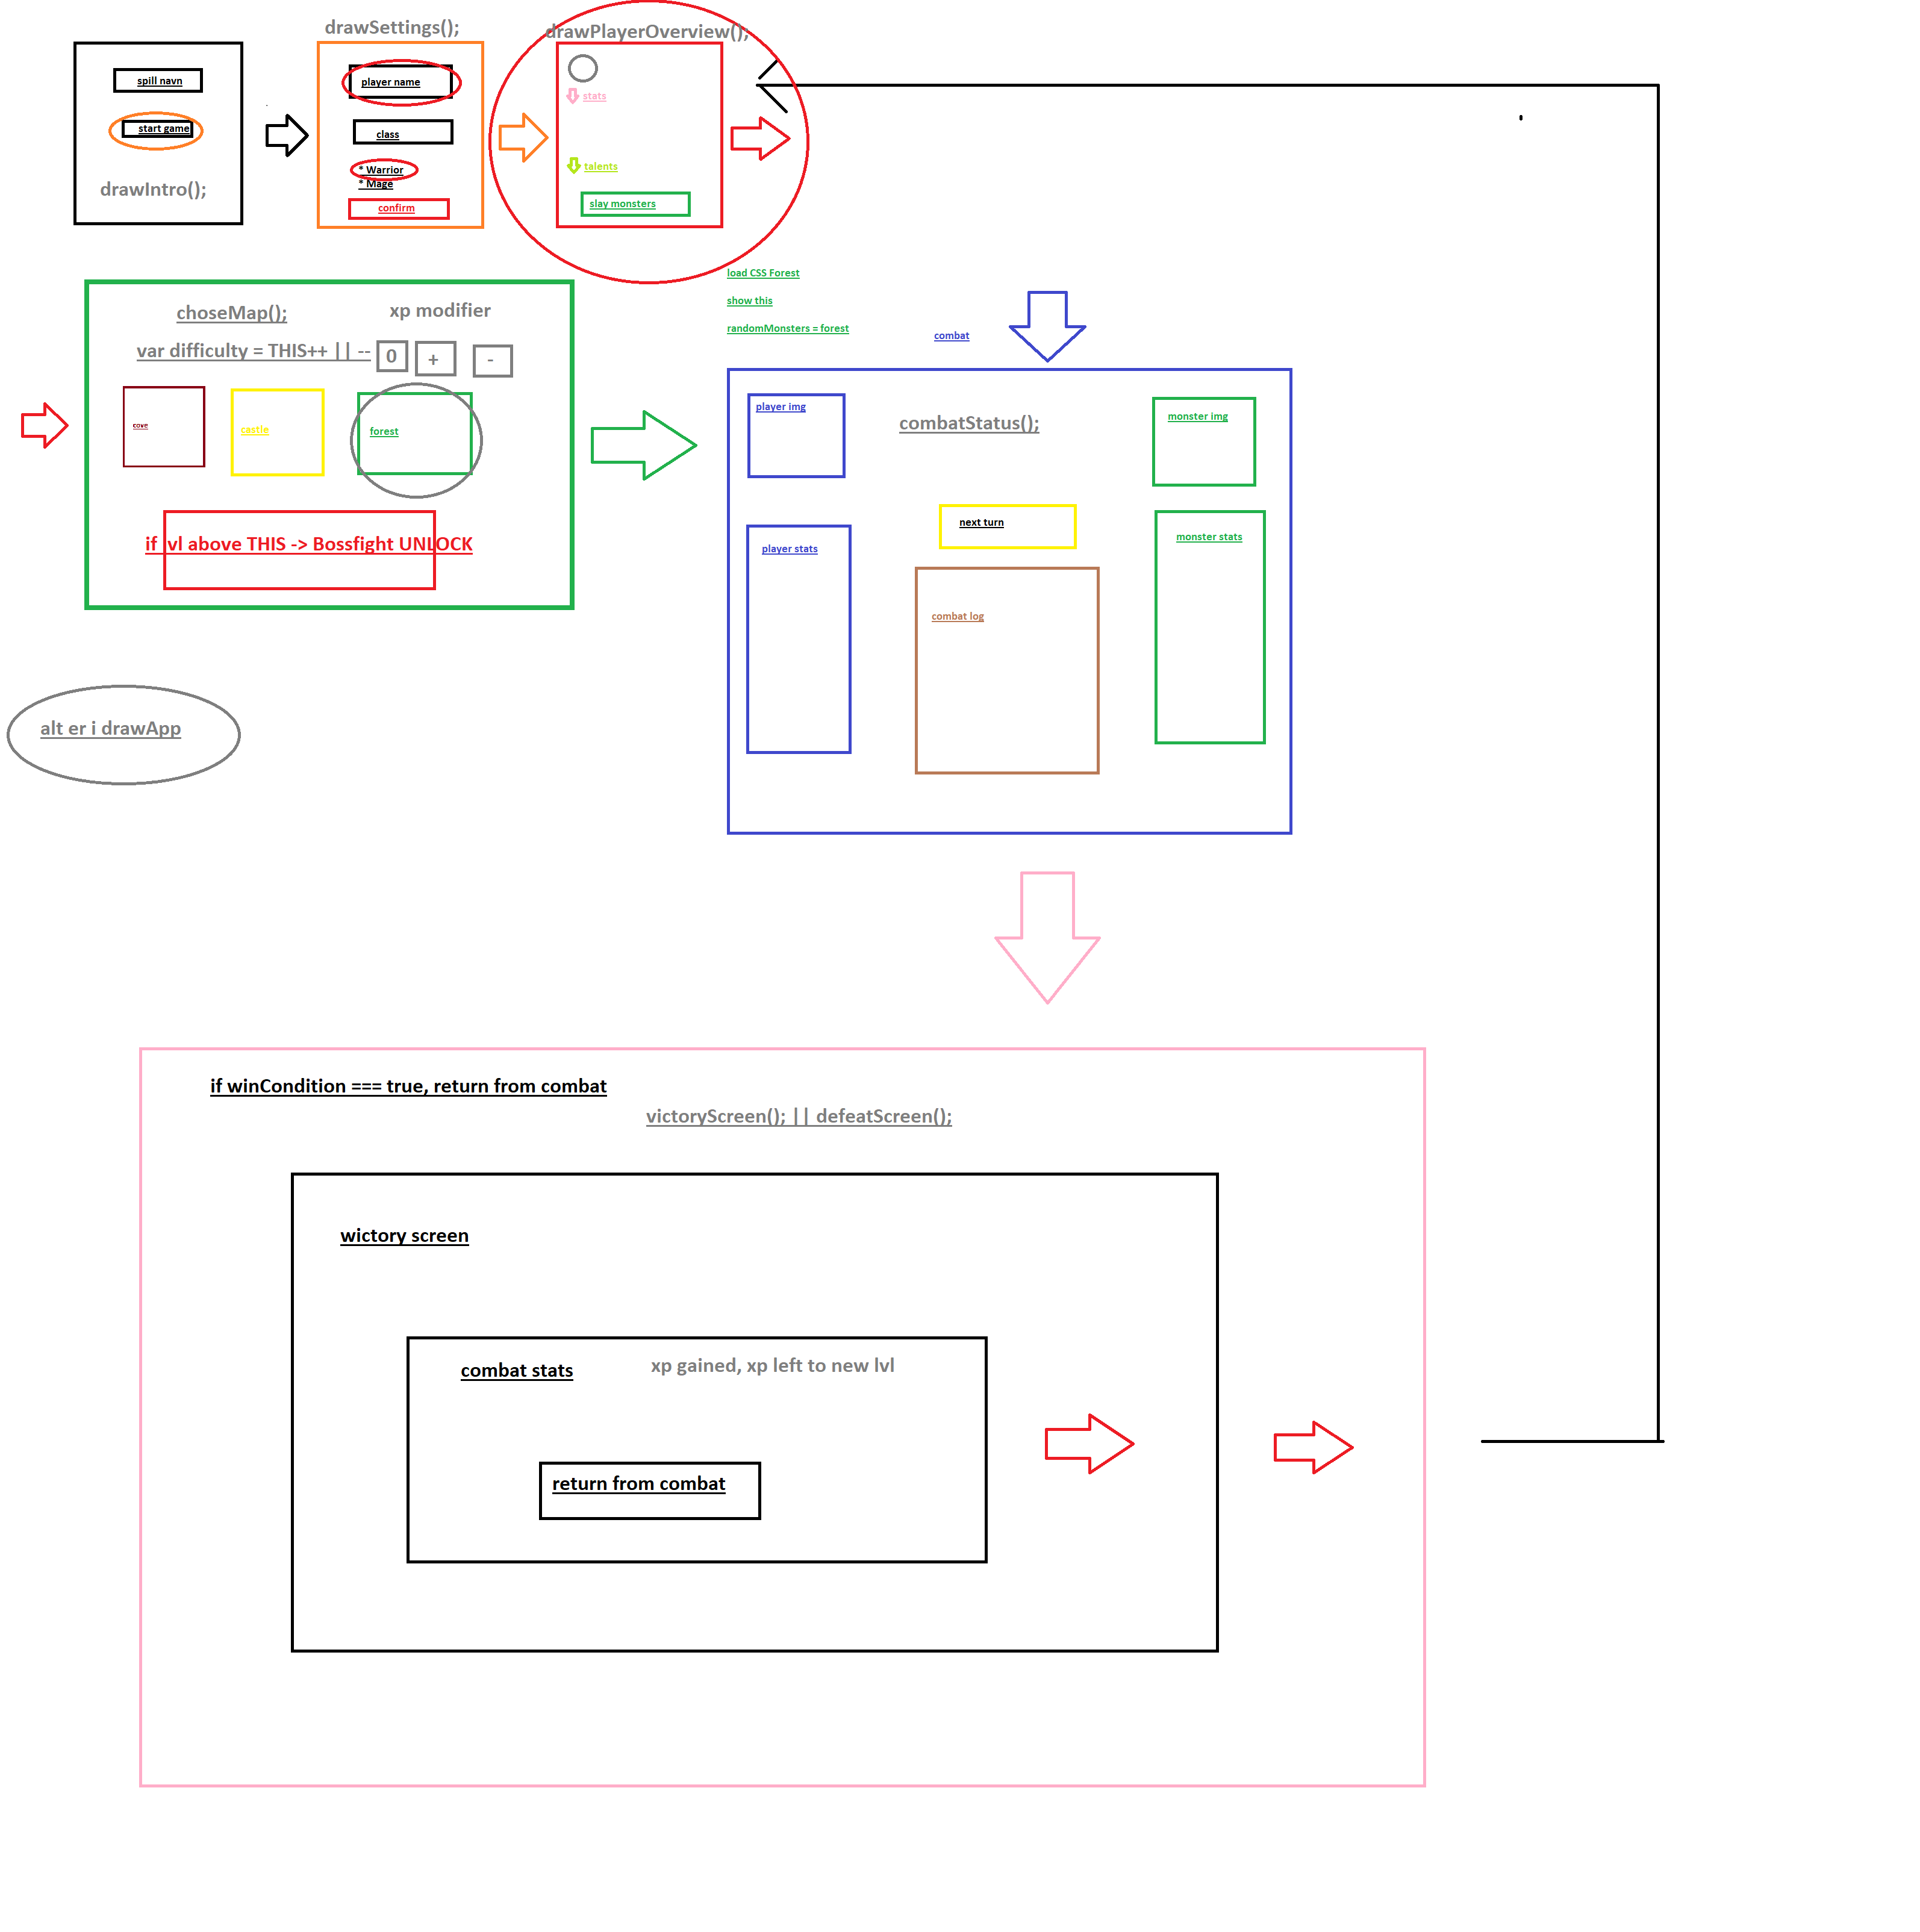 spill navn
start game
drawIntro();
drawSettings();
player name
class
* Warrior
* Mage
confirm
drawPlayerOverview();
stats
talents
slay monsters
choseMap();
xp modifier
var difficulty = THIS++ || --
0
+
-
cove
castle
forest
if lvl above THIS -> Bossfight UNLOCK
load CSS Forest
show this
randomMonsters = forest
combat
player img
combatStatus();
monster img
next turn
player stats
monster stats
combat log
alt er i drawApp
if winCondition === true, return from combat
victoryScreen(); || defeatScreen();
wictory screen
combat stats
xp gained, xp left to new lvl
return from combat